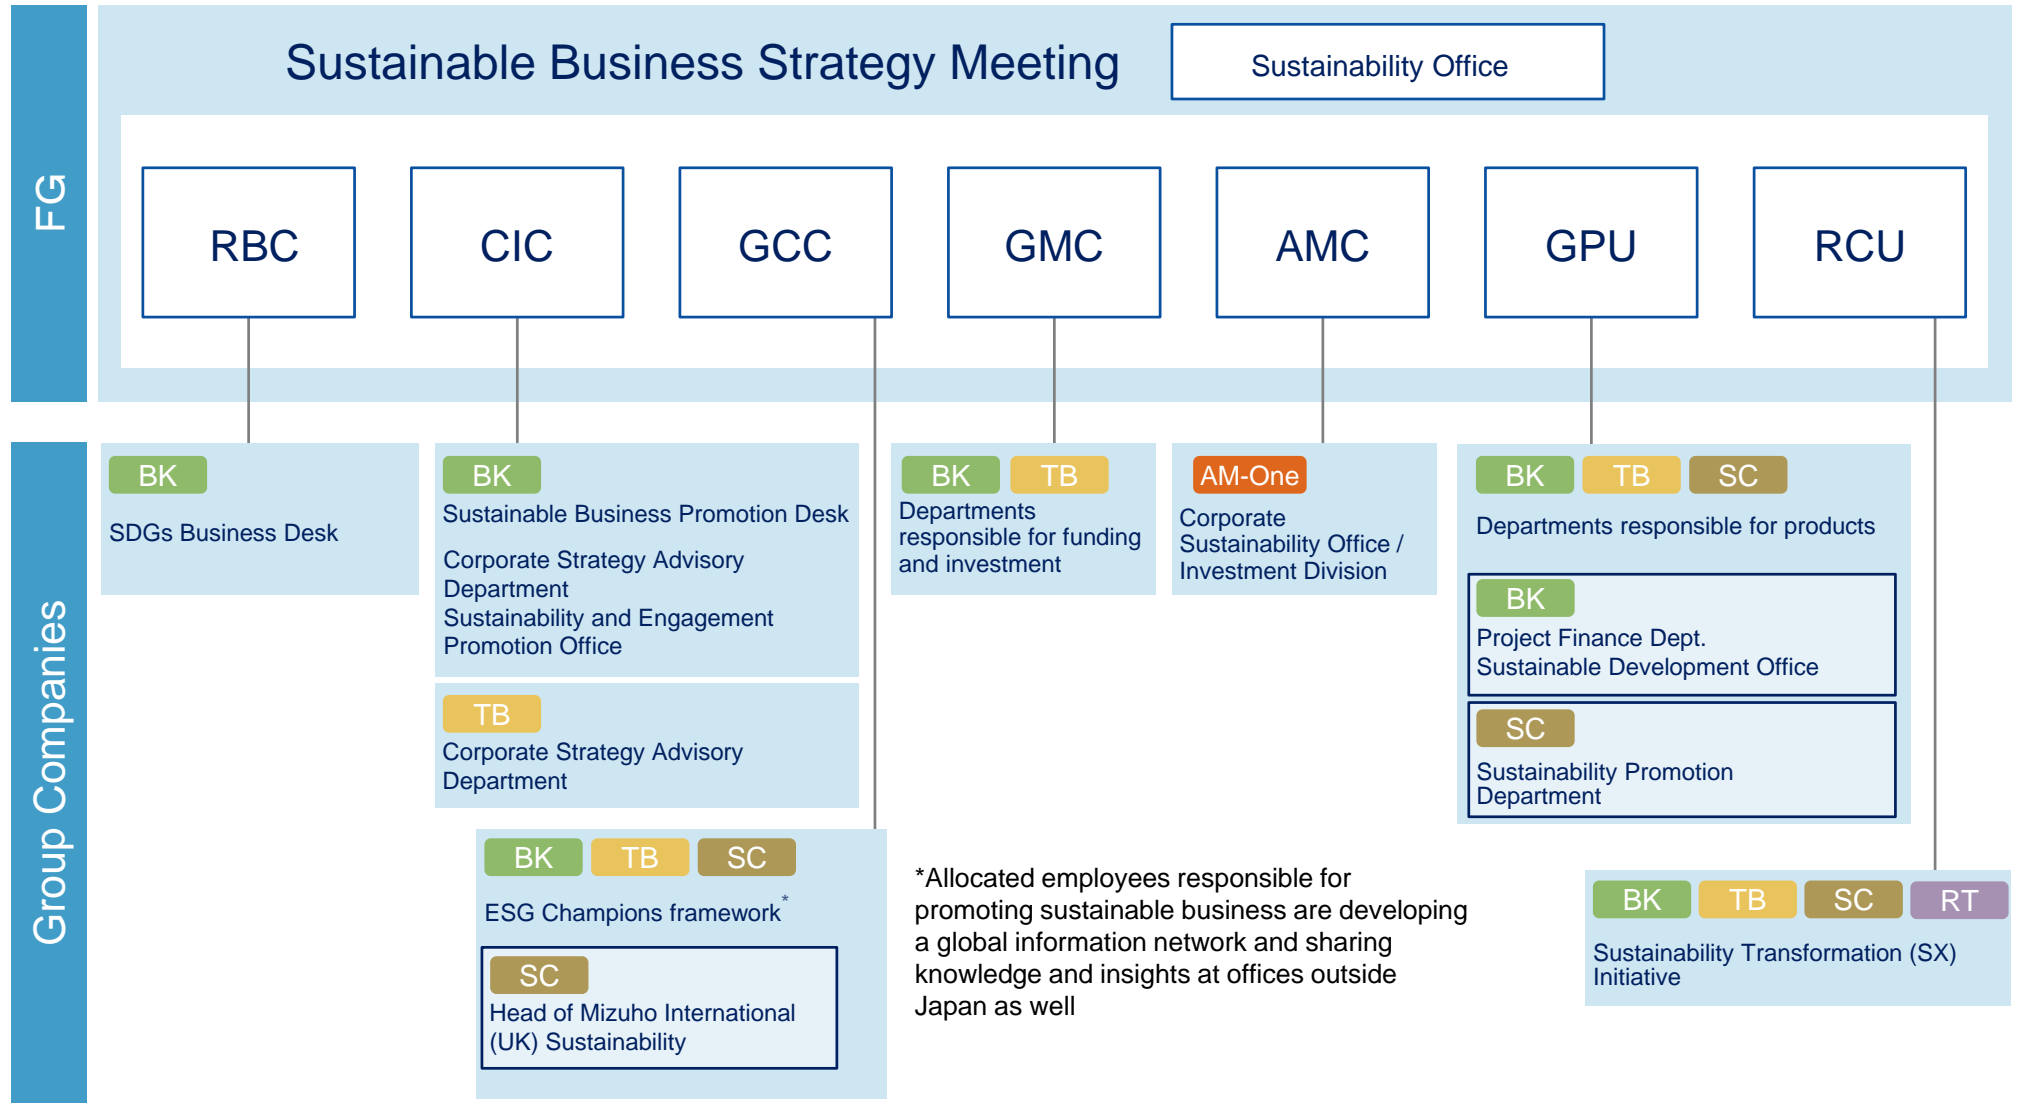 Sustainable Business Strategy Meeting
Sustainability Office
FG
RBC
CIC
GCC
GMC
AMC
GPU
RCU
Group Companies
BK
SDGs Business Desk
BK
Sustainable Business Promotion Desk
Corporate Strategy Advisory
Department
Sustainability and Engagement
Promotion Office
TB
Corporate Strategy Advisory
Department
BK TB SC
ESG Champions framework*
SC
Head of Mizuho International
(UK) Sustainability
BK TB
Departments
responsible for funding
and investment
AM-One
Corporate
Sustainability Office /
Investment Division
BK TB SC
Departments responsible for products
BK
Project Finance Dept.
Sustainable Development Office
SC
Sustainability Promotion
Department
BK TB SC RT
Sustainability Transformation (SX)
Initiative
*Allocated employees responsible for
promoting sustainable business are developing
a global information network and sharing
knowledge and insights at offices outside
Japan as well